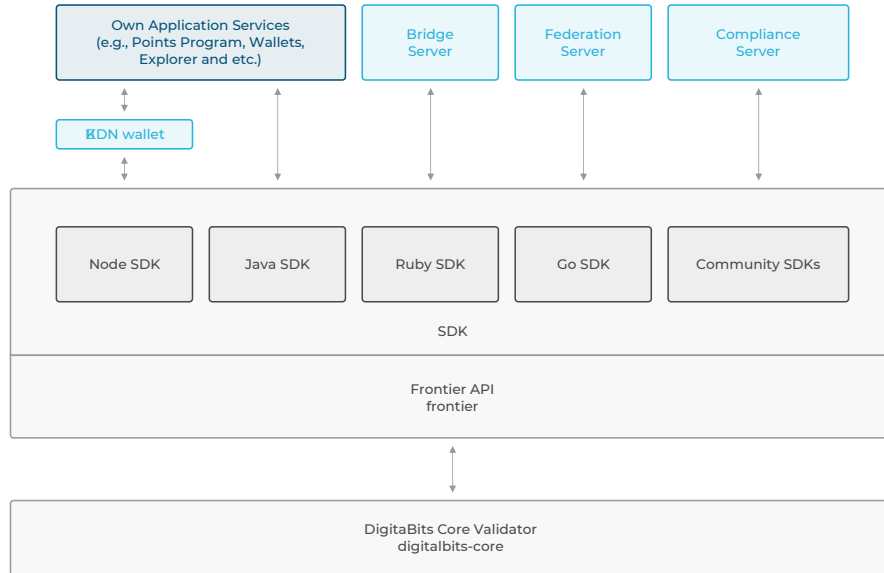 Own Application Services
(e.g., Points Program, Wallets,
Explorer and etc.)
Bridge
Server
Federation
Server
Compliance
Server
wallet
Node SDK
Java SDK
Ruby SDK
Go SDK
Community SDKs
SDK
Frontier API
frontier
DigitaBits Core Validator
digitalbits-core